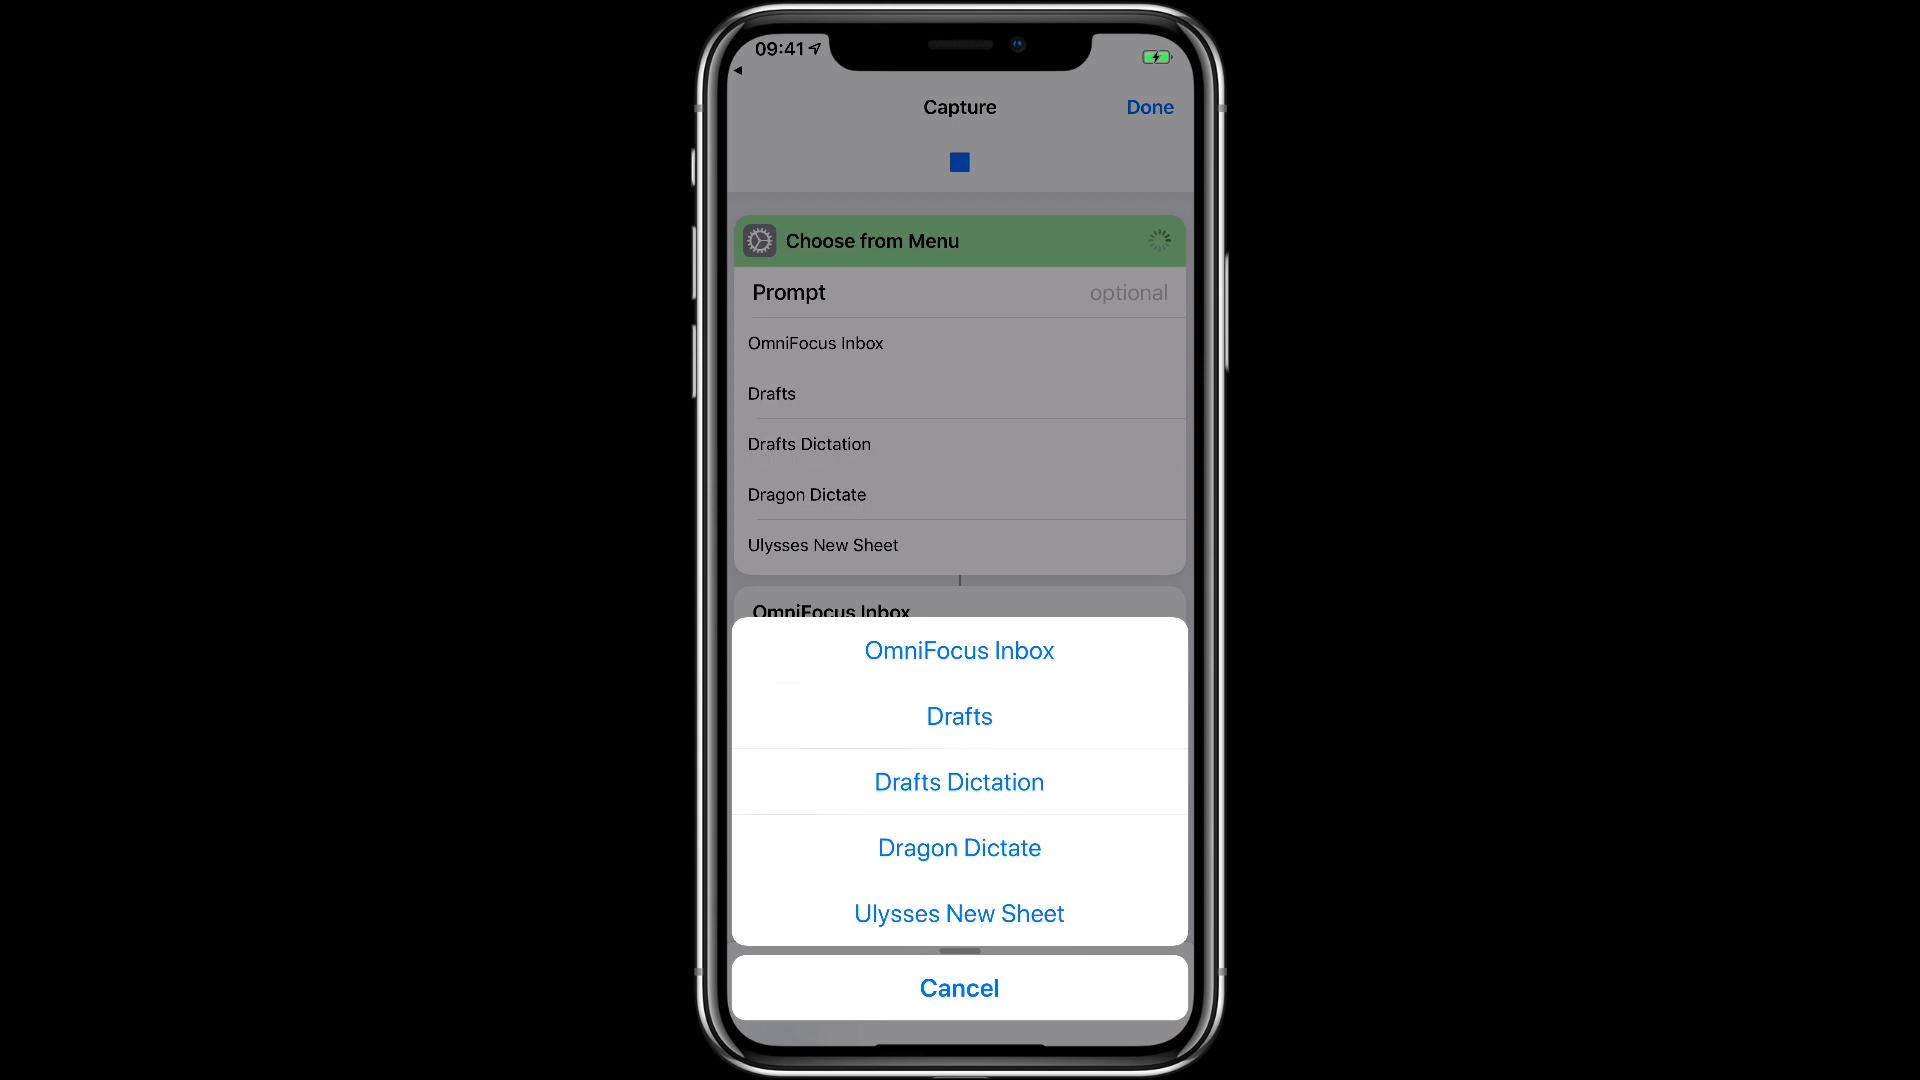 09:41
Capture
Done
Choose from Menu
Prompt
optional
OmniFocus Inbox
Drafts
Drafts Dictation
Dragon Dictate
Ulysses New Sheet
OmniFocus Inbox
OmniFocus Inbox
Drafts
Drafts Dictation
Dragon Dictate
Ulysses New Sheet
Cancel